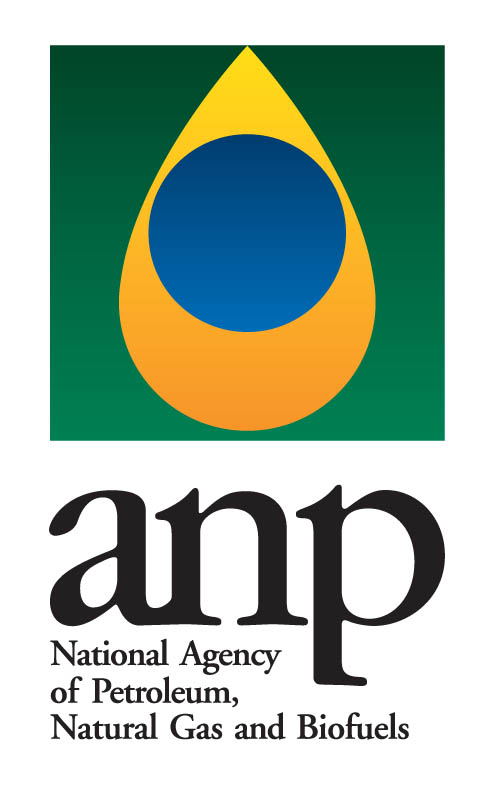 anp
National Agency
of Petroleum,
Natural Gas and Biofuels